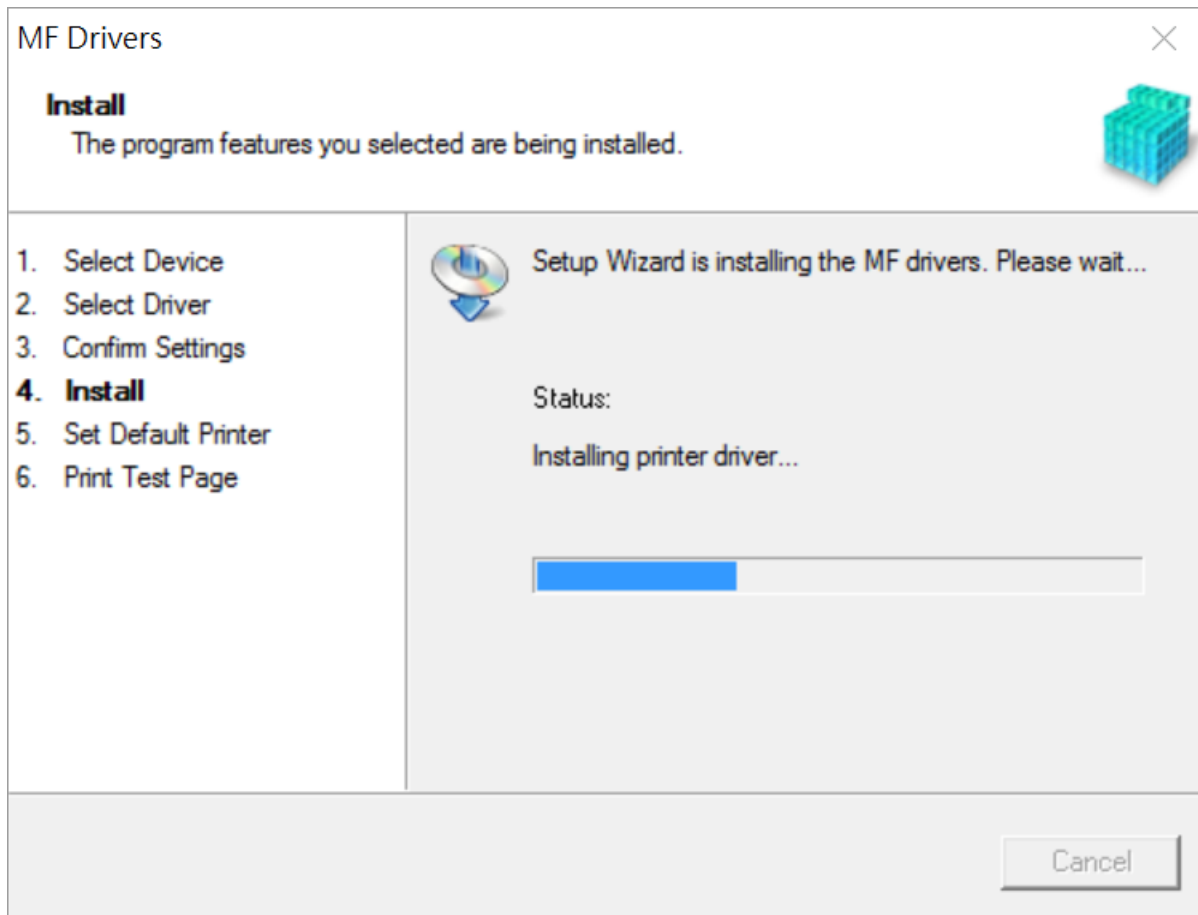 MF Drivers
Install
The program features you selected are being installed.
1. Select Device
2. Select Driver
3. Confirm Settings
4. Install
5. Set Default Printer
6. Print Test Page
Setup Wizard is installing the MF drivers. Please wait...
Status:
Installing printer driver...
Cancel